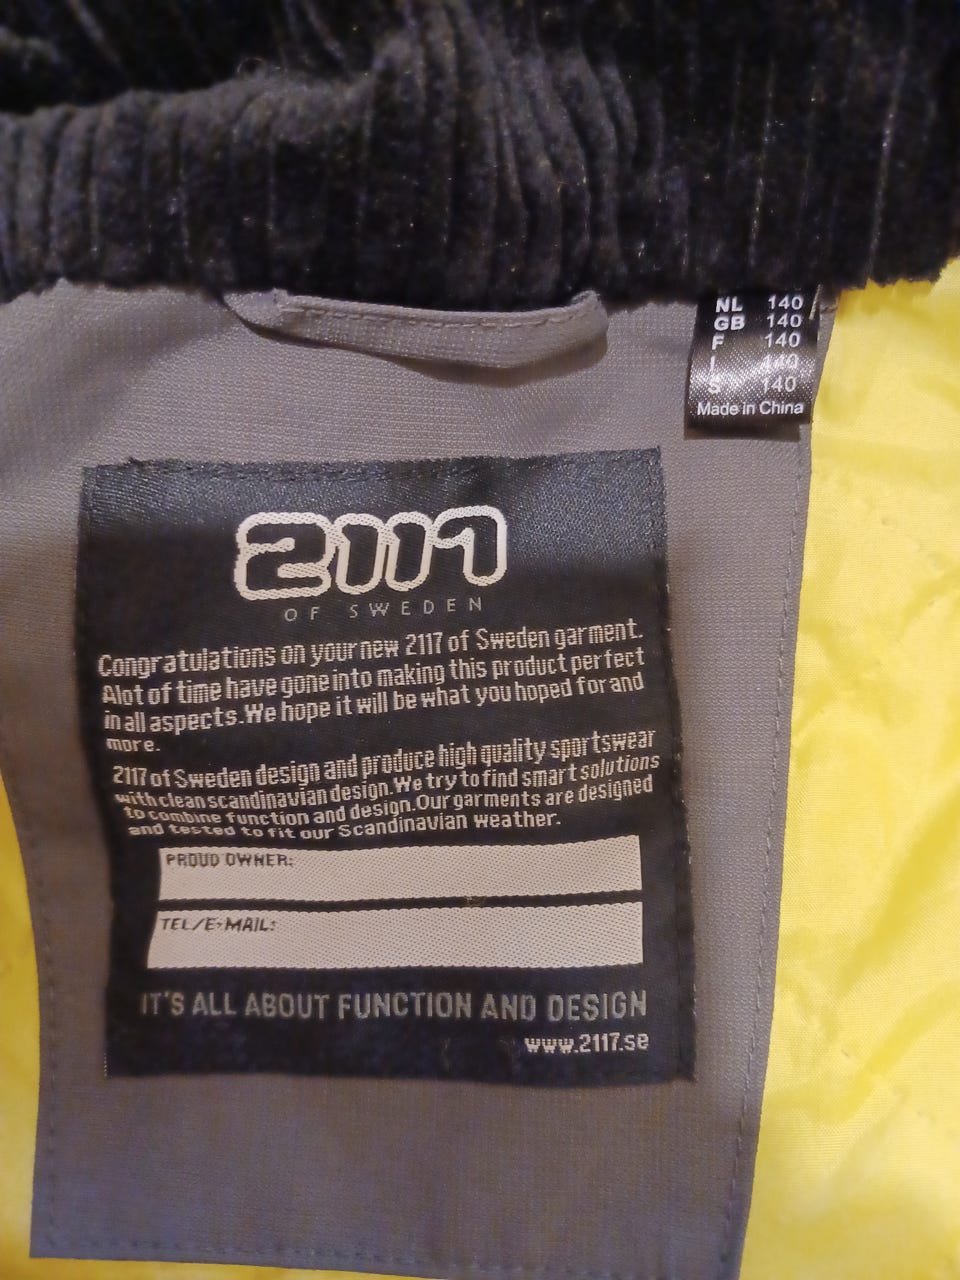 NL 140
GB 140
F 140
I 140
S 140
Made in China
2117
OF SWEDEN
Congratulations on your new 2117 of Sweden garment.
Alot of time have gone into making this product perfect
in all aspects.We hope it will be what you hoped for and
more.
2117 of Sweden design and produce high quality sportswear
with clean scandinavian design.We try to find smart solutions
to combine function and design.Our garments are designed
and tested to fit our Scandinavian weather.
PROUD OWNER:
TEL/E-MAIL:
IT'S ALL ABOUT FUNCTION AND DESIGN
www.2117.se